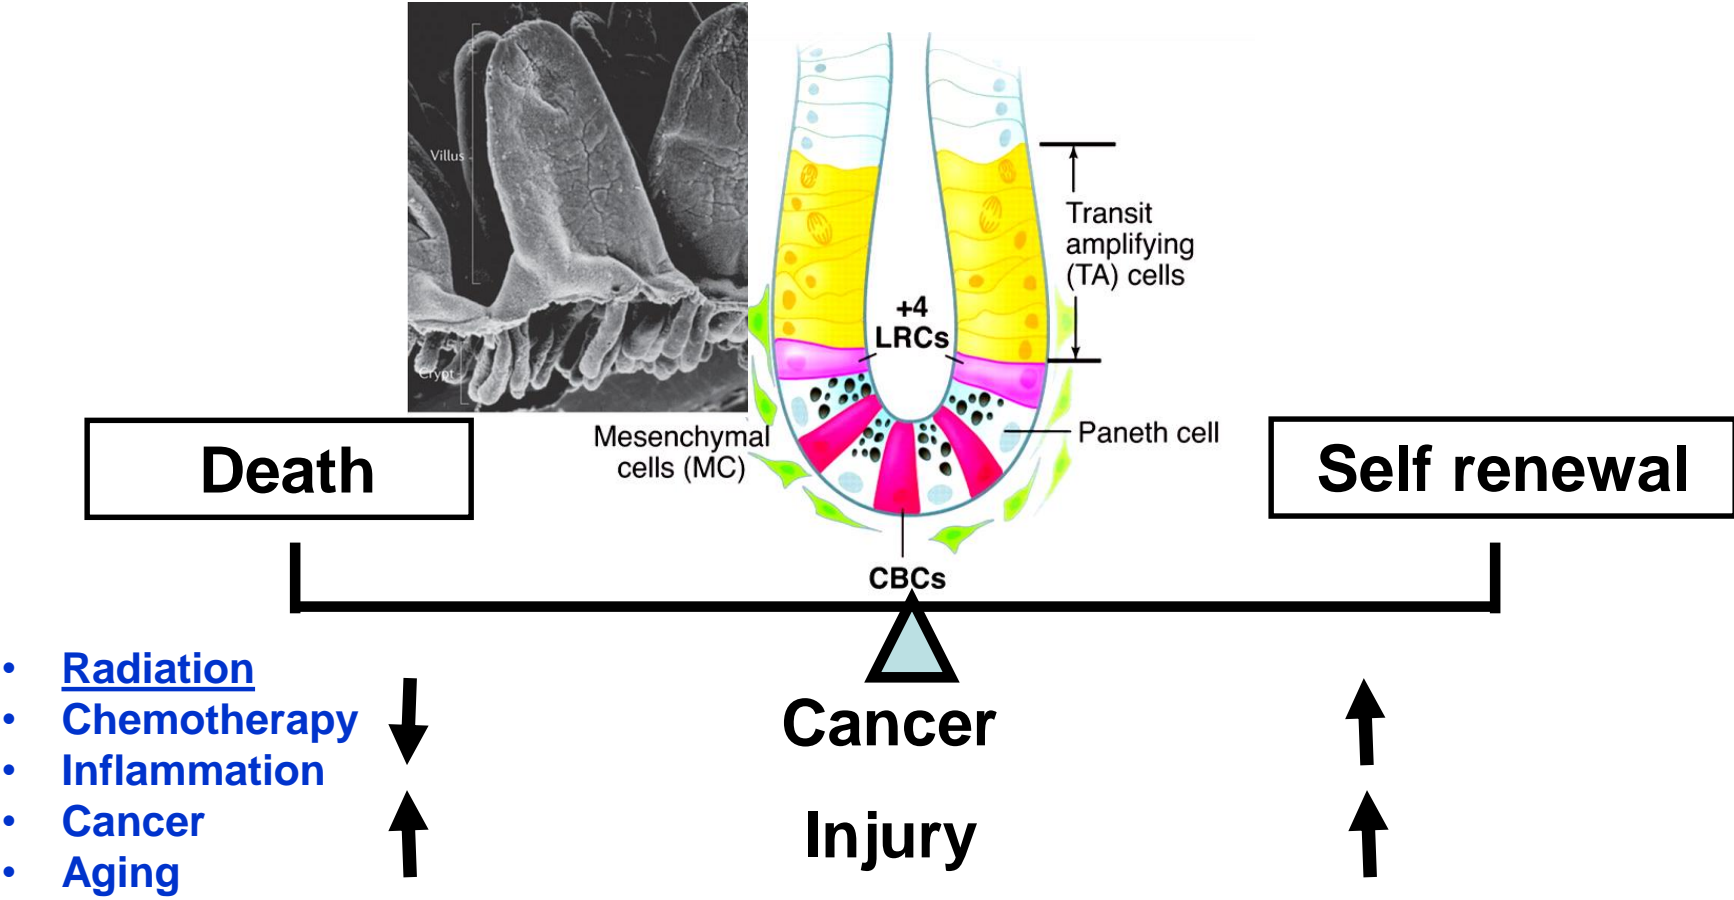 Villus
Crypt
Transit
amplifying
(TA) cells
+4
LRCs
Mesenchymal
cells (MC)
Paneth cell
CBCs
Death
Self renewal
• Radiation
• Chemotherapy
• Inflammation
• Cancer
• Aging
Cancer
Injury